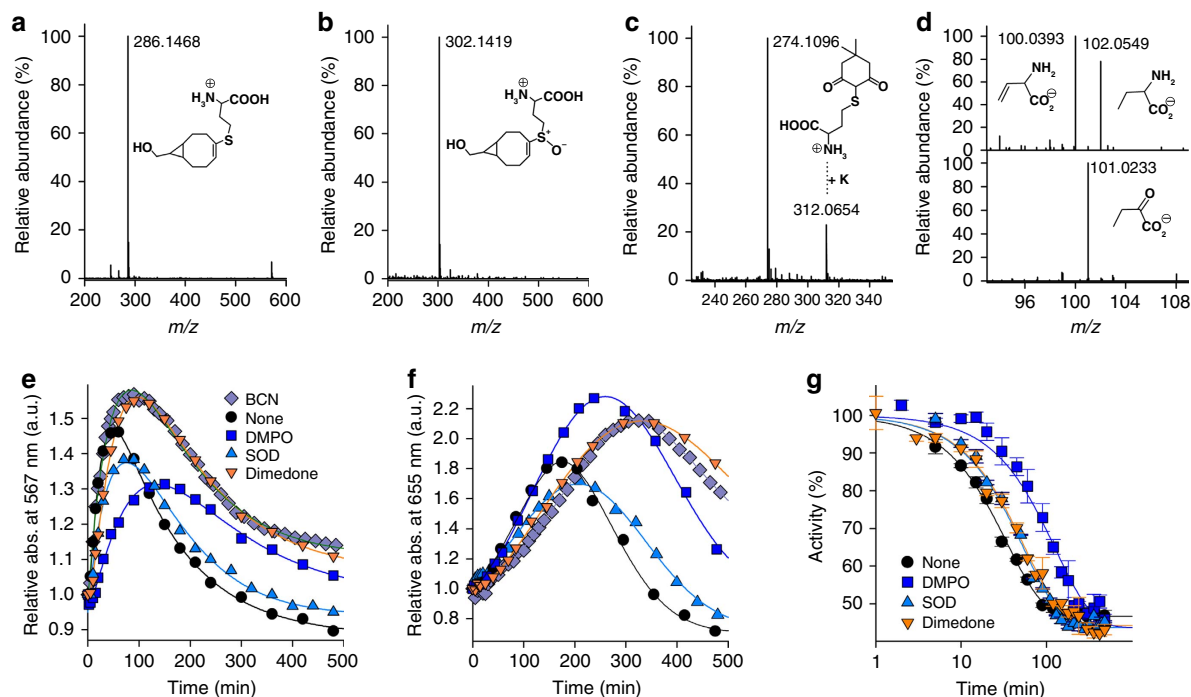 a
Relative abundance (%)
100
80
60
40
20
0
286.1468
⊕
H₃N COOH
S
HO
200 300 400 500 600
m/z
b
Relative abundance (%)
100
80
60
40
20
0
302.1419
⊕
H₃N COOH
S⁺
O⁻
HO
200 300 400 500 600
m/z
c
Relative abundance (%)
100
80
60
40
20
0
274.1096
O O
S
HOOC
⊕ NH₃
+ K
312.0654
240 260 280 300 320 340
m/z
d
Relative abundance (%)
100
80
60
40
20
0
100.0393 102.0549
NH₂ NH₂
CO₂⊖ CO₂⊖
Relative abundance (%)
100
80
60
40
20
0
101.0233
O
CO₂⊖
96 100 104 108
m/z
e
Relative abs. at 567 nm (a.u.)
1.5
1.4
1.3
1.2
1.1
1.0
0.9
BCN
None
DMPO
SOD
Dimedone
0 100 200 300 400 500
Time (min)
f
Relative abs. at 655 nm (a.u.)
2.2
2.0
1.8
1.6
1.4
1.2
1.0
0.8
0 100 200 300 400 500
Time (min)
g
Activity (%)
100
90
80
70
60
50
None
DMPO
SOD
Dimedone
1 10 100
Time (min)